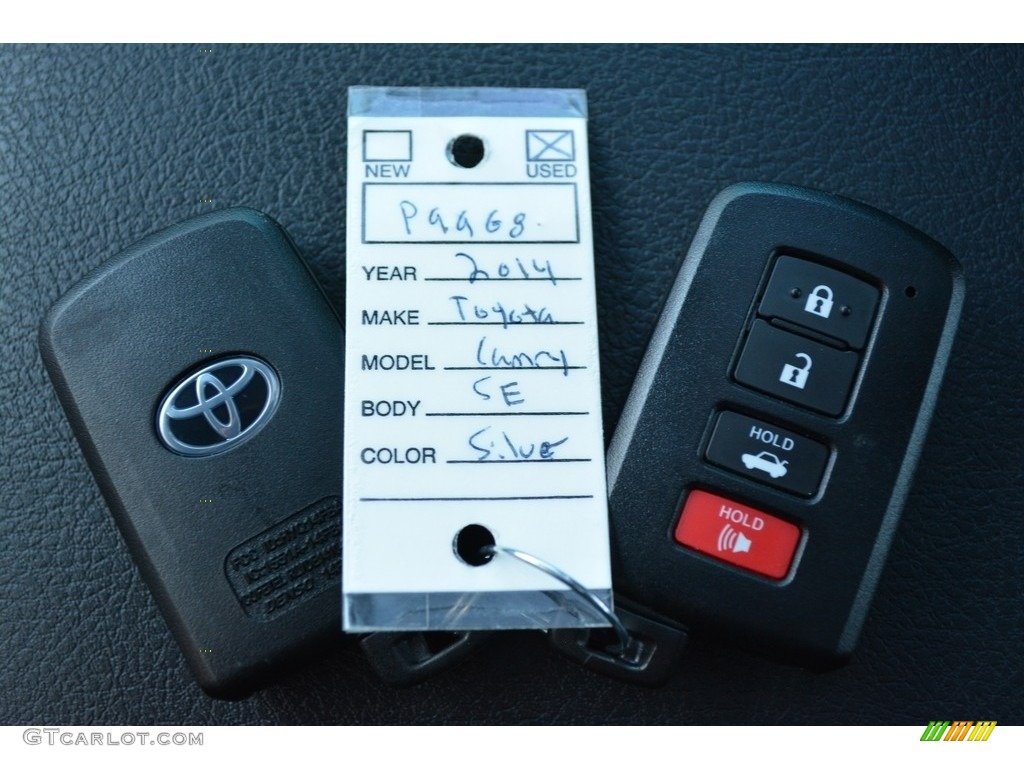 NEW USED
P9968.
YEAR 2014
MAKE Toyota
MODEL Camry
BODY SE
COLOR Silver
HOLD
HOLD
GTCARLOT.COM